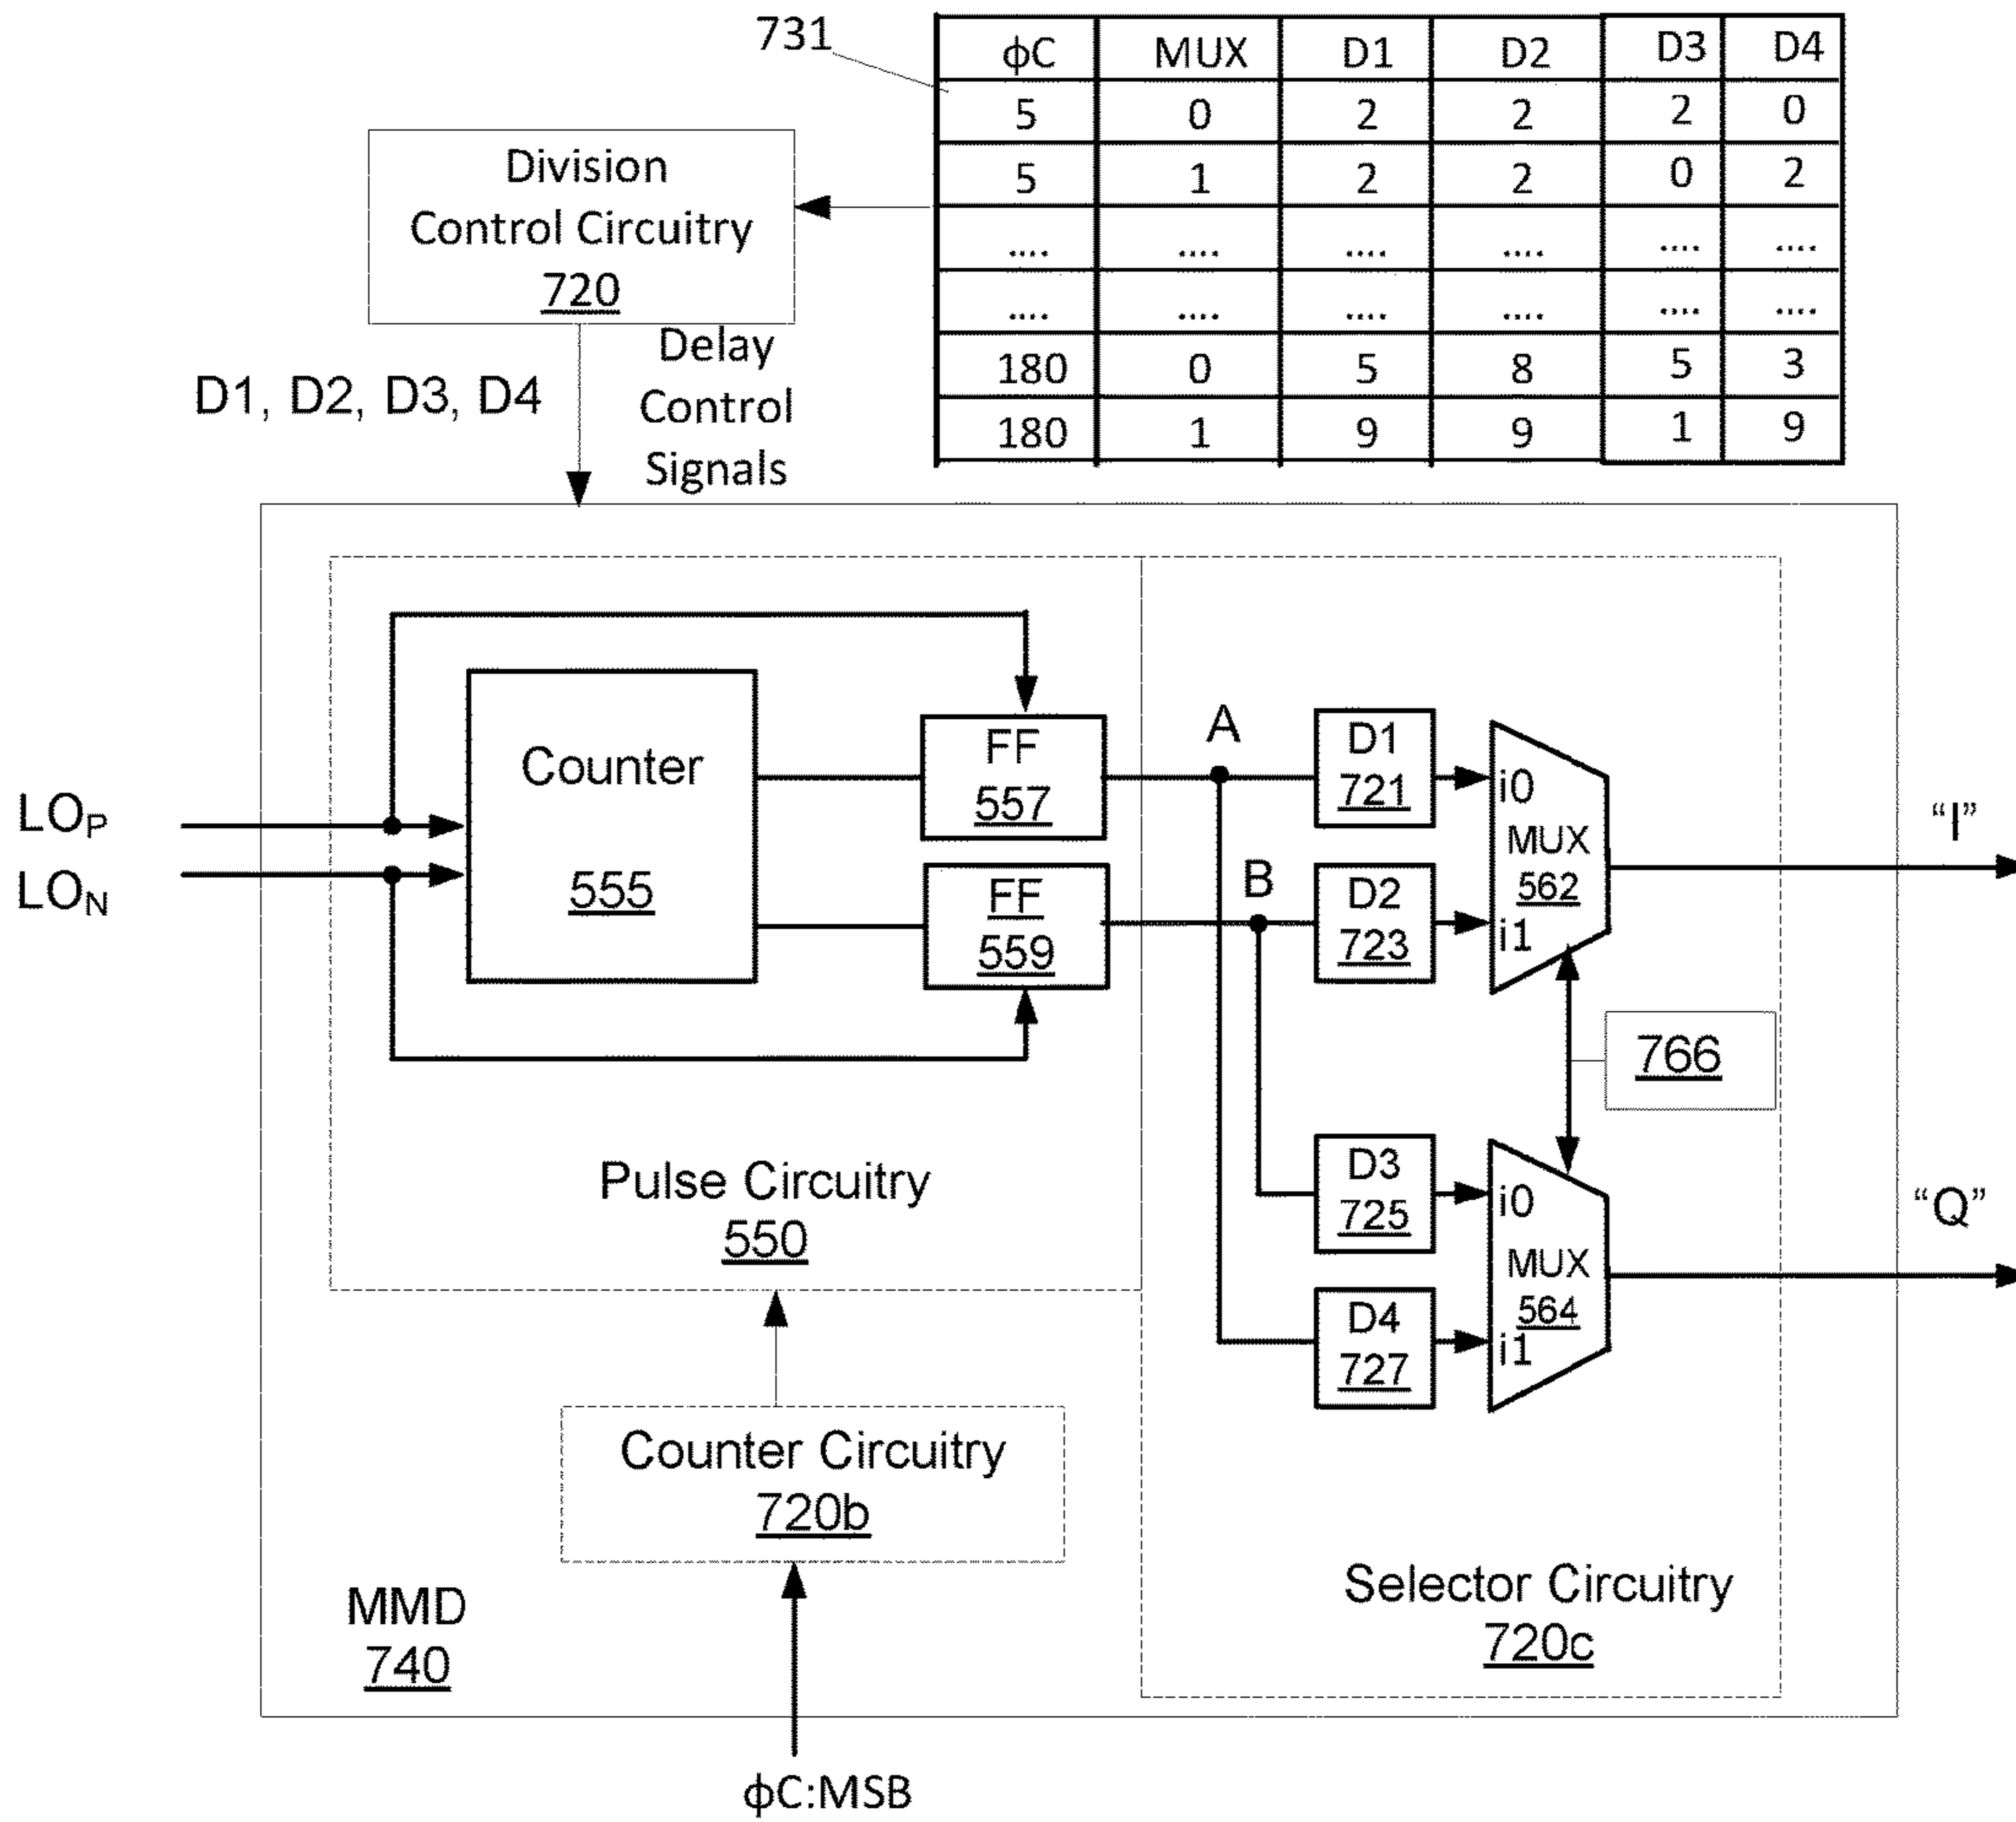 731
ϕC MUX D1 D2 D3 D4
5 0 2 2 2 0
5 1 2 2 0 2
.... .... .... .... .... ....
.... .... .... .... .... ....
180 0 5 8 5 3
180 1 9 9 1 9
Division
Control Circuitry
720
D1, D2, D3, D4
Delay
Control
Signals
LOP
LON
Counter
555
FF
557
FF
559
A
B
D1
721
D2
723
i0
MUX
562
i1
“I”
766
D3
725
D4
727
i0
MUX
564
i1
“Q”
Pulse Circuitry
550
Counter Circuitry
720b
Selector Circuitry
720c
MMD
740
ϕC:MSB